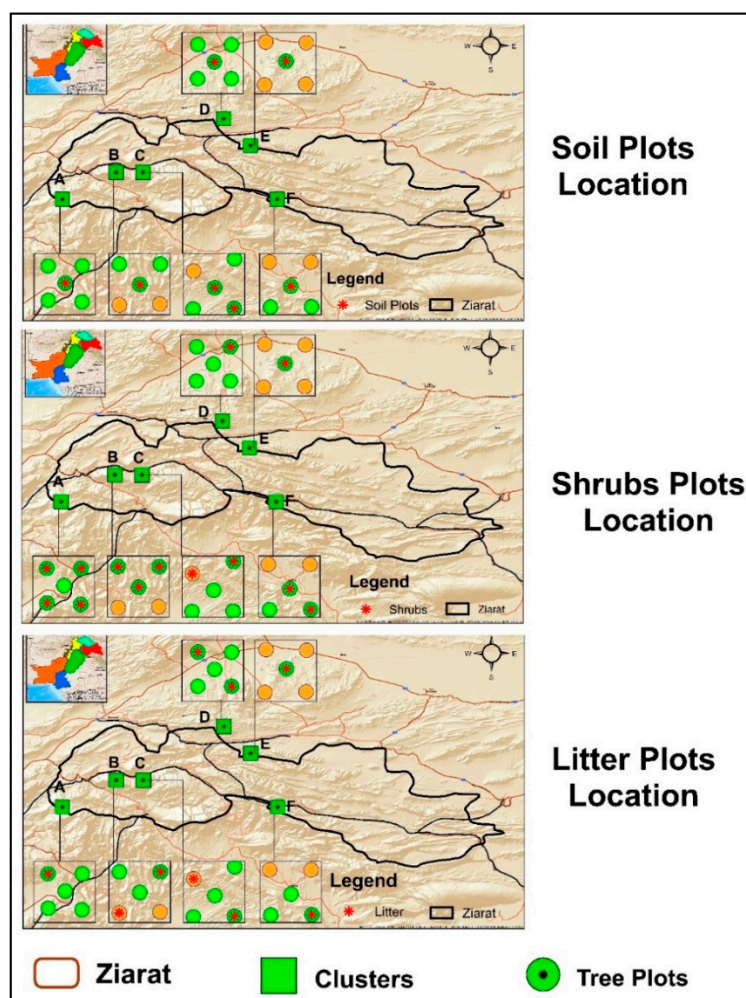 N
W E
S
D
E
B C
A
F
Legend
Soil Plots Ziarat
Soil Plots
Location
N
W E
S
D
E
B C
A
F
Legend
Shrubs Ziarat
Shrubs Plots
Location
N
W E
S
D
E
B C
A
F
Legend
Litter Ziarat
Litter Plots
Location
Ziarat Clusters Tree Plots